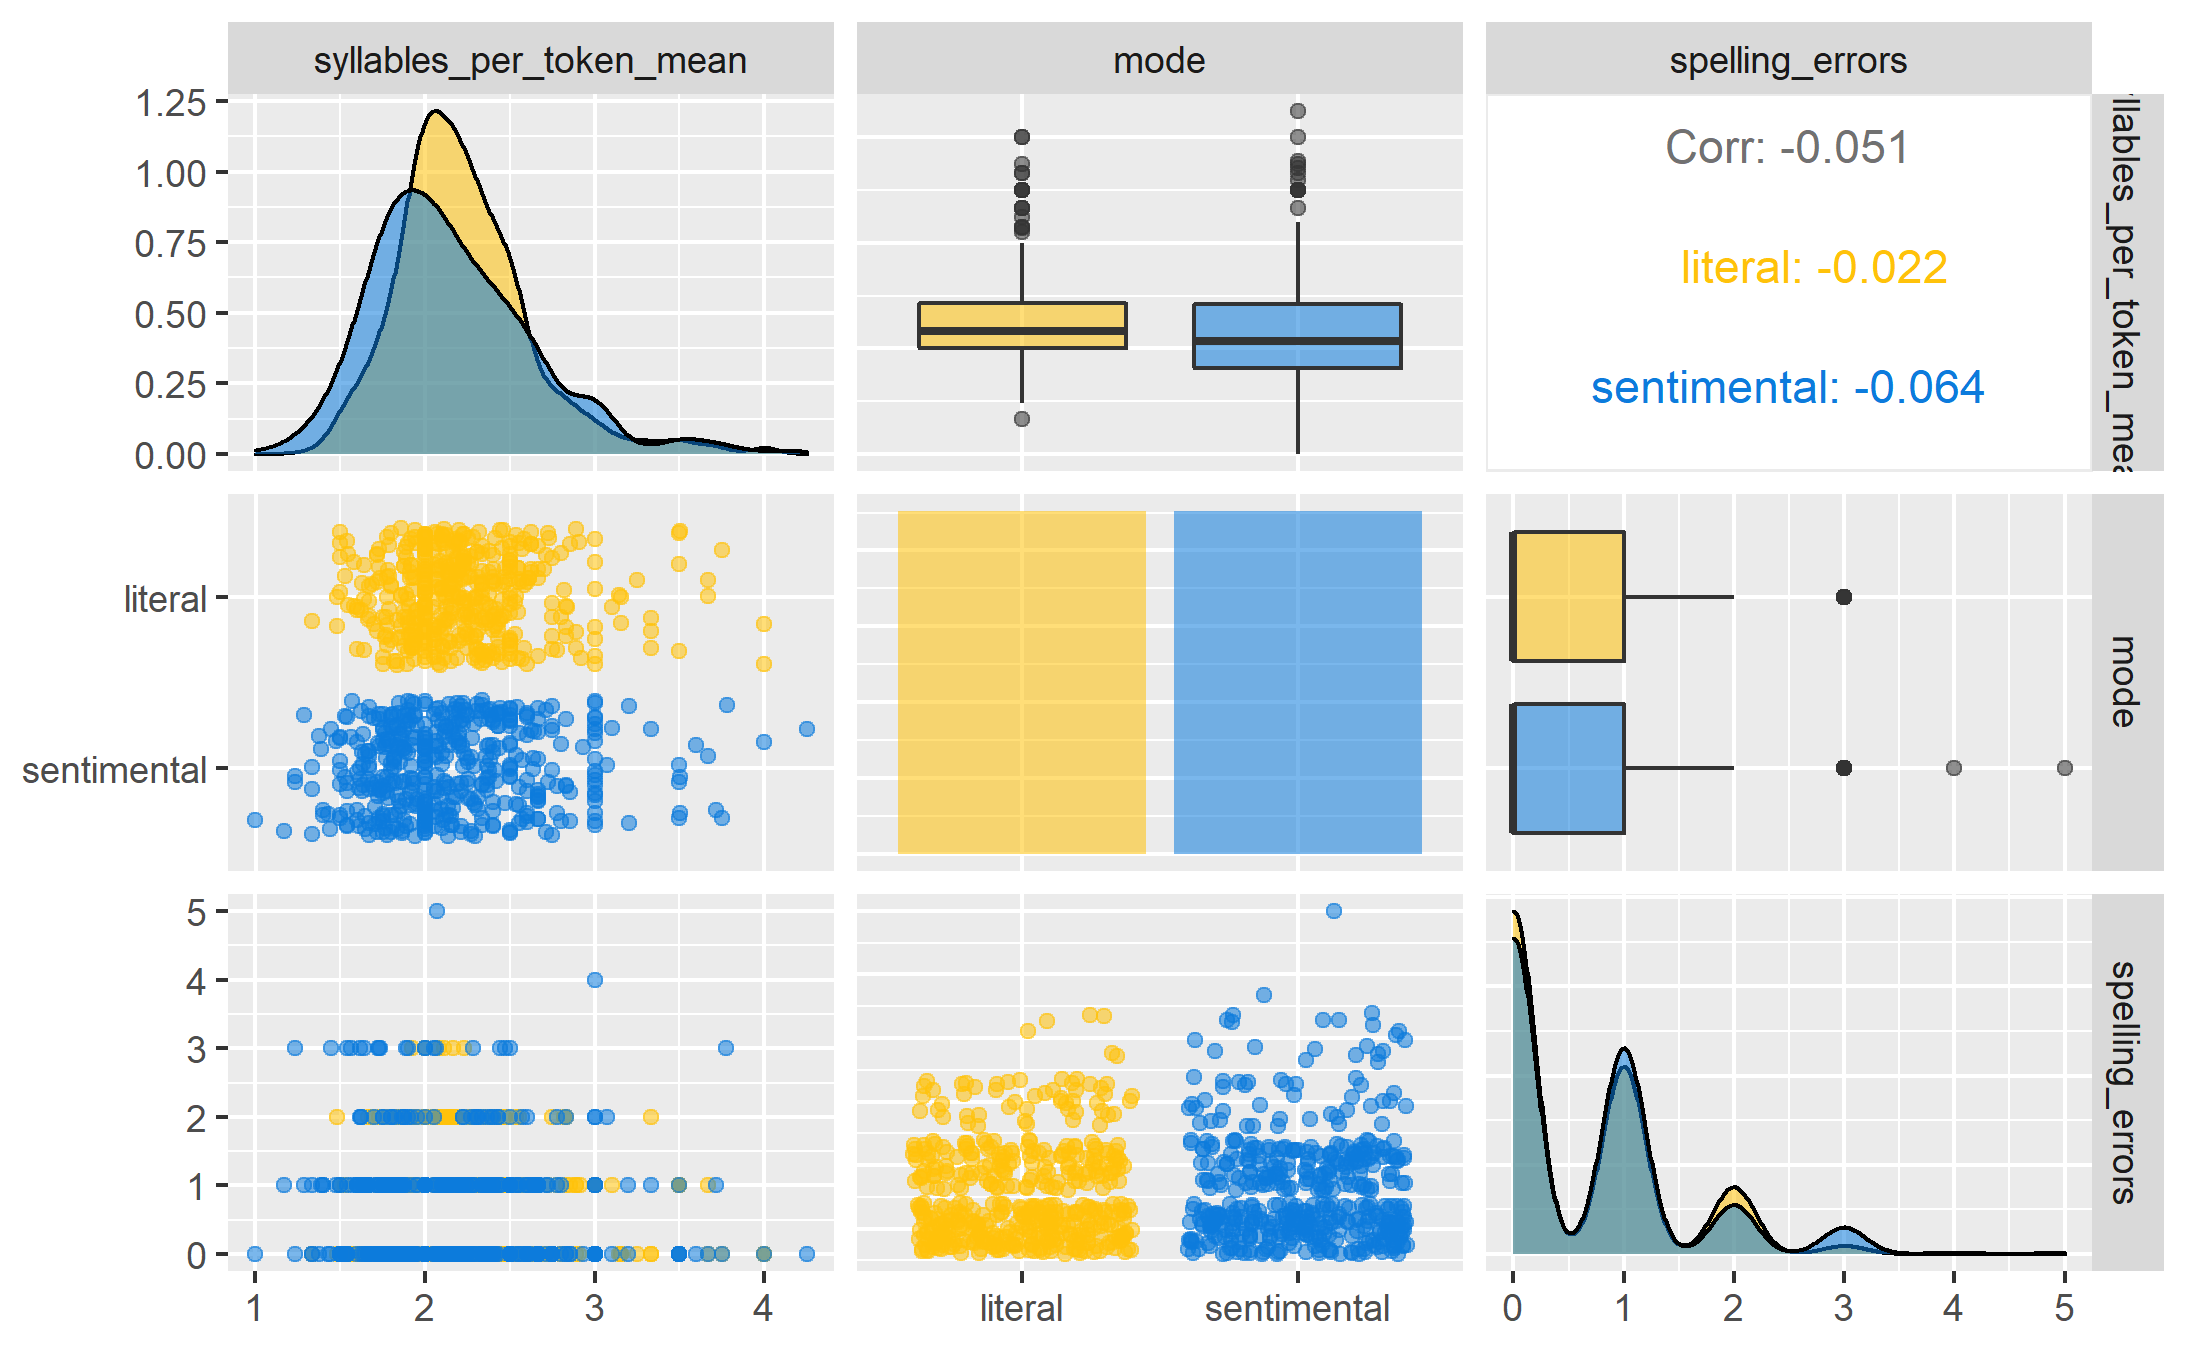 syllables_per_token_mean
mode
spelling_errors
1.25
1.00
0.75
0.50
0.25
0.00
Corr: -0.051
literal: -0.022
sentimental: -0.064
llables_per_token_mea
literal
sentimental
mode
5
4
3
2
1
0
spelling_errors
1 2 3 4
literal sentimental
0 1 2 3 4 5